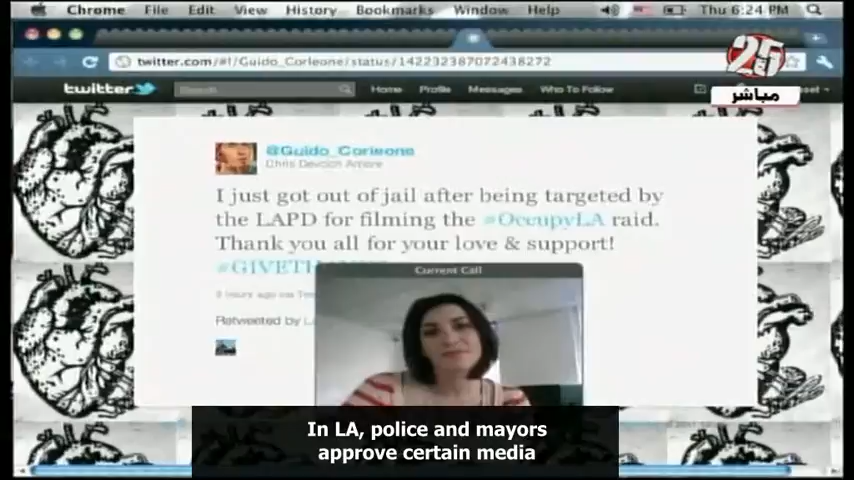 Chrome File Edit View History Bookmarks Window Help Thu 6:24 PM
25
twitter.com/#!/Guido_Corleone/status/142232387072438272
مباشر
twitter Search Home Profile Messages Who To Follow
@Guido_Corleone
I just got out of jail after being targeted by
the LAPD for filming the #OccupyLA raid.
Thank you all for your love & support!
Current Call
Retweeted by
In LA, police and mayors
approve certain media